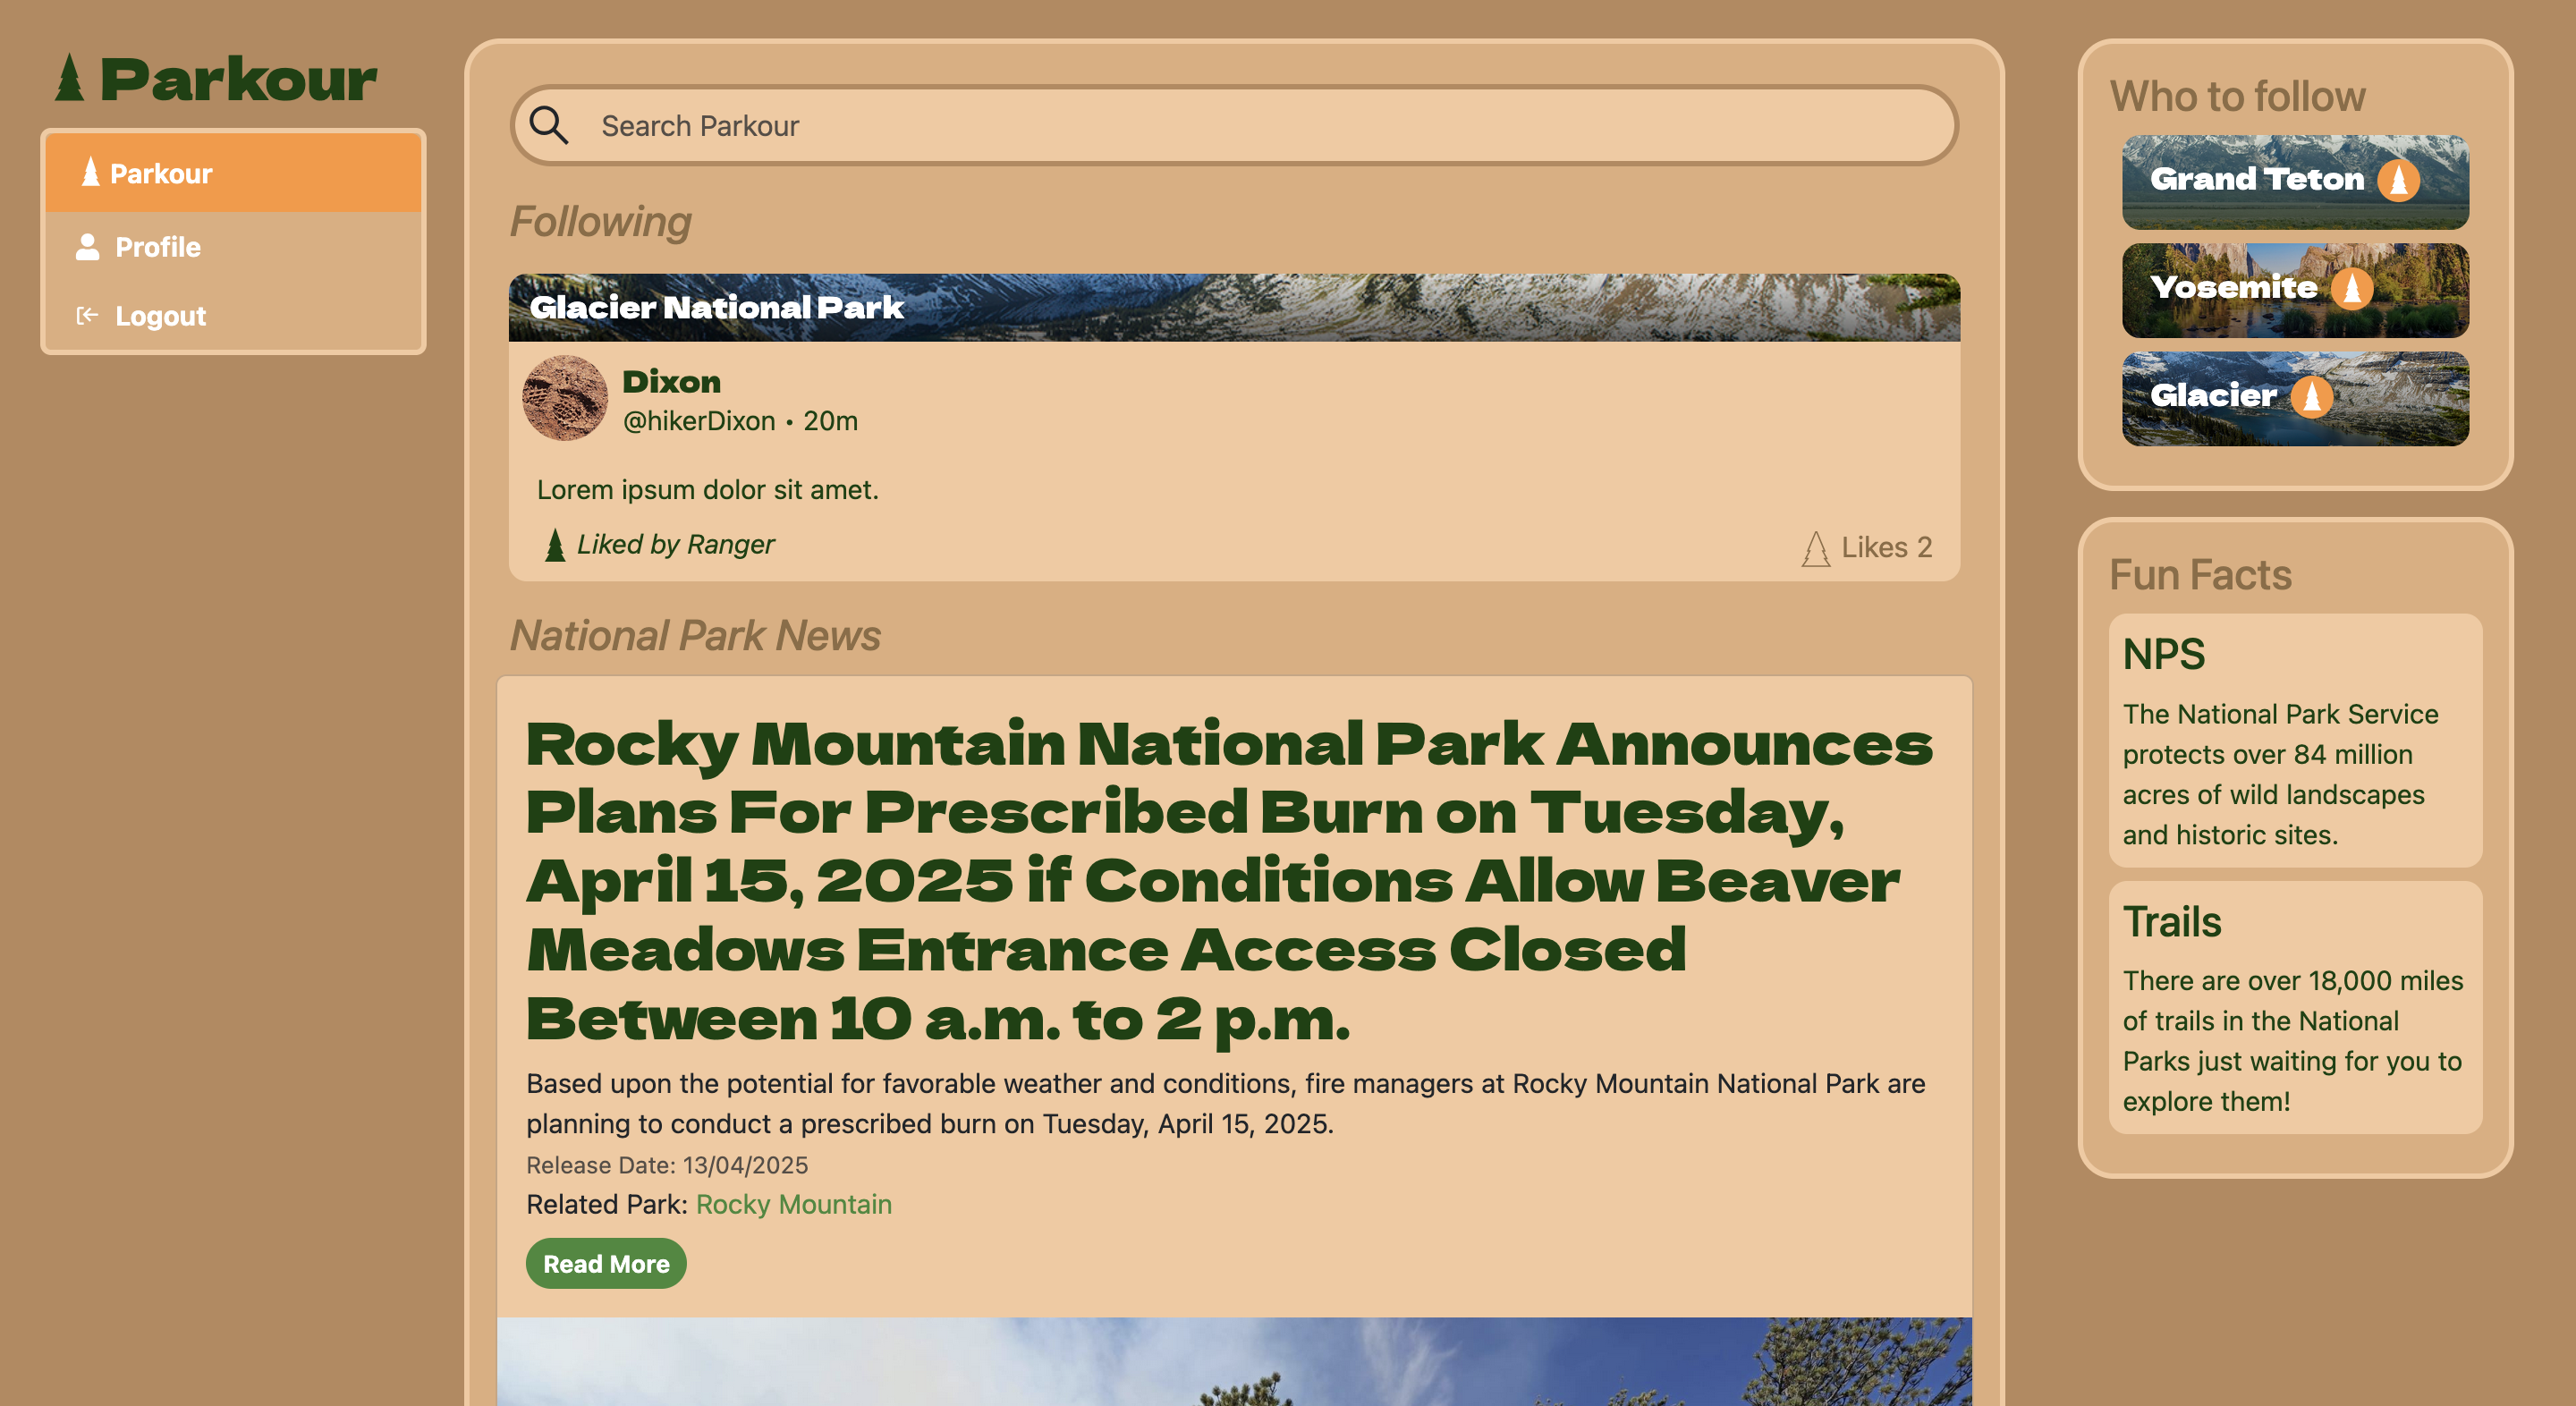 Parkour
Parkour
Profile
Logout
Search Parkour
Following
Glacier National Park
Dixon
@hikerDixon • 20m
Lorem ipsum dolor sit amet.
Liked by Ranger
Likes 2
National Park News
Rocky Mountain National Park Announces
Plans For Prescribed Burn on Tuesday,
April 15, 2025 if Conditions Allow Beaver
Meadows Entrance Access Closed
Between 10 a.m. to 2 p.m.
Based upon the potential for favorable weather and conditions, fire managers at Rocky Mountain National Park are
planning to conduct a prescribed burn on Tuesday, April 15, 2025.
Release Date: 13/04/2025
Related Park: Rocky Mountain
Read More
Who to follow
Grand Teton
Yosemite
Glacier
Fun Facts
NPS
The National Park Service
protects over 84 million
acres of wild landscapes
and historic sites.
Trails
There are over 18,000 miles
of trails in the National
Parks just waiting for you to
explore them!